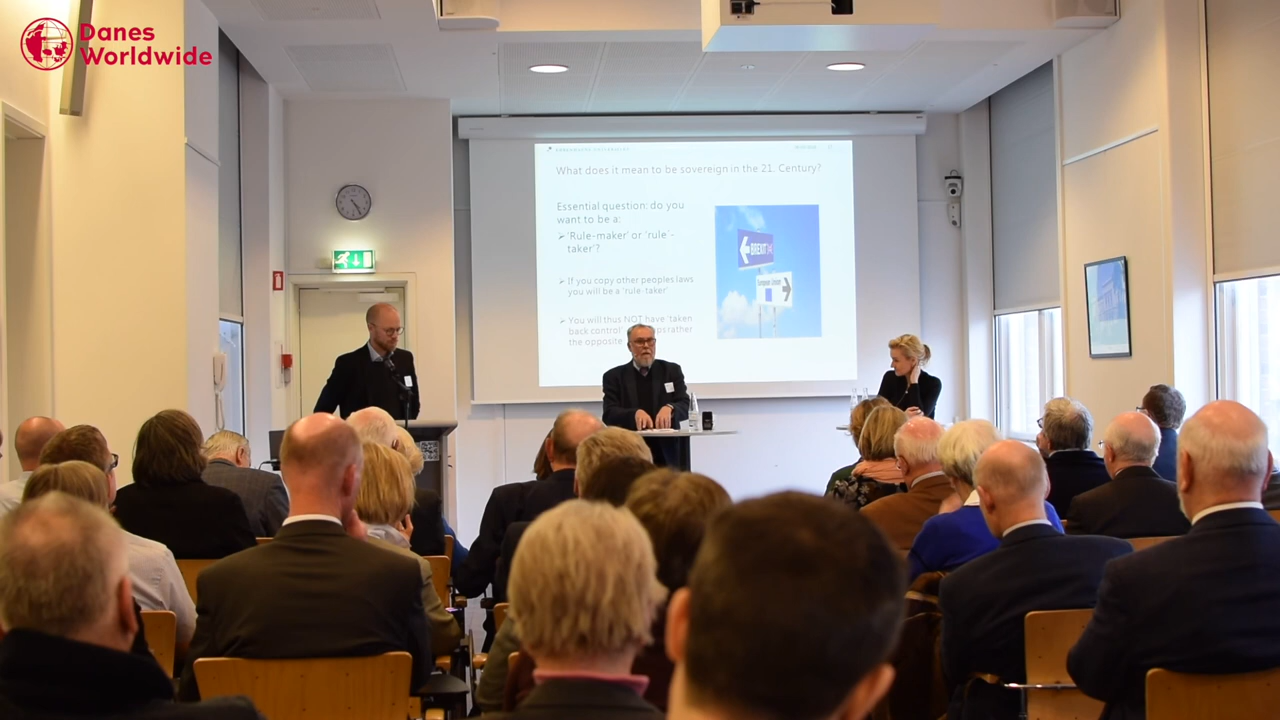 Danes
Worldwide
What does it mean to be sovereign in the 21. Century?
Essential question: do you
want to be a:
➢ 'Rule-maker' or 'rule'-
taker'?
➢ If you copy other peoples laws
you will be a 'rule-taker'
➢ You will thus NOT have 'taken
back control'
rather
the opposite
BREXIT
European Union